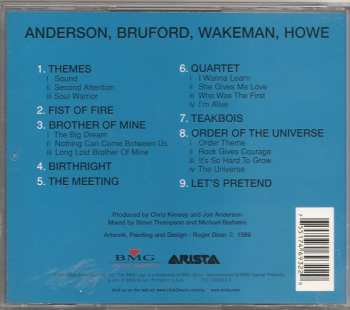 ANDERSON, BRUFORD, WAKEMAN, HOWE
1. THEMES
i Sound
ii Second Attention
iii Soul Warrior
2. FIST OF FIRE
3. BROTHER OF MINE
i The Big Dream
ii Nothing Can Come Between Us
iii Long Lost Brother Of Mine
4. BIRTHRIGHT
5. THE MEETING
6. QUARTET
i I Wanna Learn
ii She Gives Me Love
iii Who Was The First
iv I'm Alive
7. TEAKBOIS
8. ORDER OF THE UNIVERSE
i Order Theme
ii Rock Gives Courage
iii It's So Hard To Grow
iv The Universe
9. LET'S PRETEND
Produced by Chris Kimsey and Jon Anderson
Mixed by Steve Thompson and Michael Barbiero
Artwork, Painting and Design - Roger Dean © 1989
BMG
ARISTA